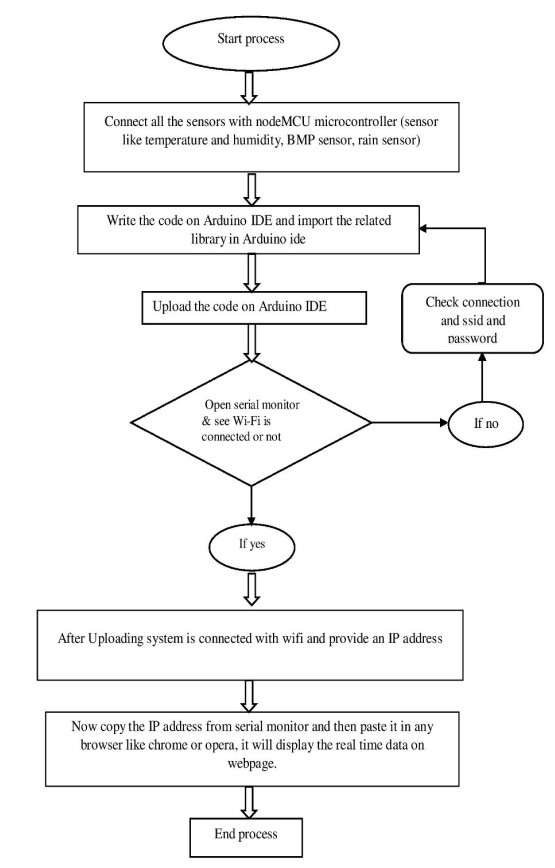 Start process
Connect all the sensors with nodeMCU microcontroller (sensor
like temperature and humidity, BMP sensor, rain sensor)
Write the code on Arduino IDE and import the related
library in Arduino ide
Upload the code on Arduino IDE
Check connection
and ssid and
password
Open serial monitor
& see Wi-Fi is
connected or not
If no
If yes
After Uploading system is connected with wifi and provide an IP address
Now copy the IP address from serial monitor and then paste it in any
browser like chrome or opera, it will display the real time data on
webpage.
End process